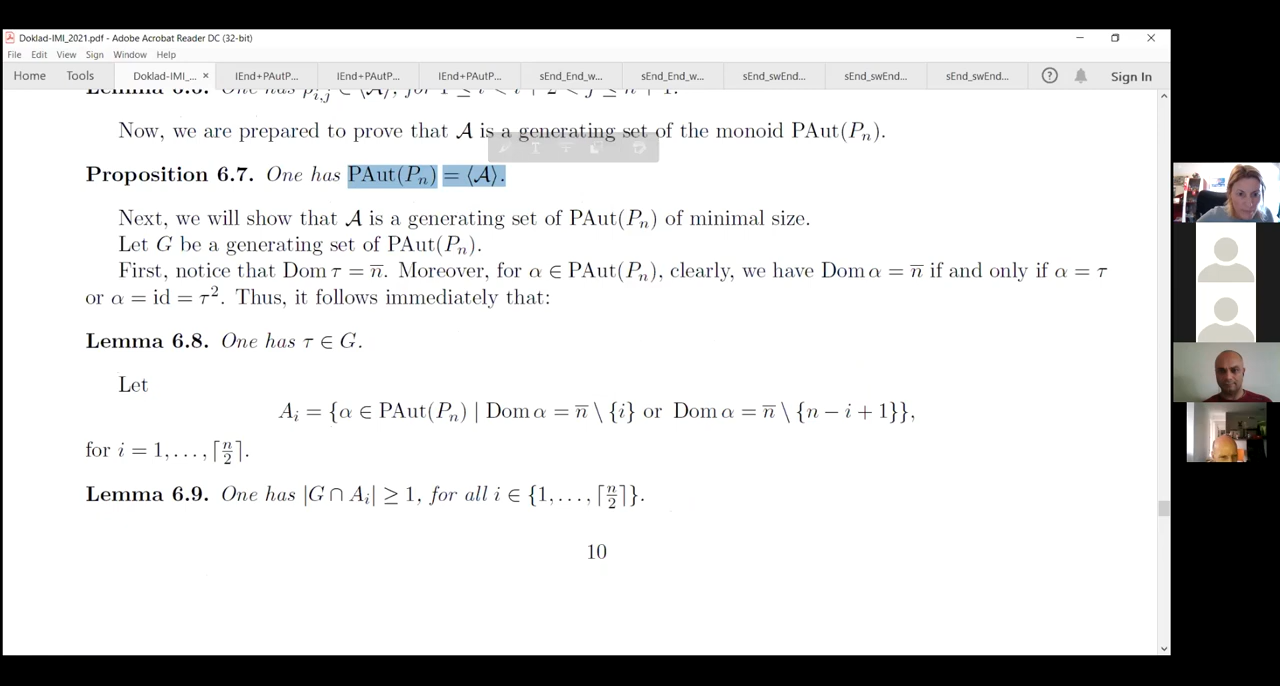 Doklad-IMI_2021.pdf - Adobe Acrobat Reader DC (32-bit)
File Edit View Sign Window Help
Home Tools Doklad-IMI_... × IEnd+PAutP... IEnd+PAutP... IEnd+PAutP... sEnd_End_w... sEnd_End_w... sEnd_swEnd... sEnd_swEnd... sEnd_swEnd... Sign In
Now, we are prepared to prove that 𝒜 is a generating set of the monoid PAut(Pₙ).
Proposition 6.7. One has PAut(Pₙ) = ⟨𝒜⟩.
Next, we will show that 𝒜 is a generating set of PAut(Pₙ) of minimal size.
Let G be a generating set of PAut(Pₙ).
First, notice that Dom τ = n̅. Moreover, for α ∈ PAut(Pₙ), clearly, we have Dom α = n̅ if and only if α = τ
or α = id = τ². Thus, it follows immediately that:
Lemma 6.8. One has τ ∈ G.
Let
Aᵢ = {α ∈ PAut(Pₙ) | Dom α = n̅ \ {i} or Dom α = n̅ \ {n − i + 1}},
for i = 1, . . . , ⌈n/2⌉.
Lemma 6.9. One has |G ∩ Aᵢ| ≥ 1, for all i ∈ {1, . . . , ⌈n/2⌉}.
10